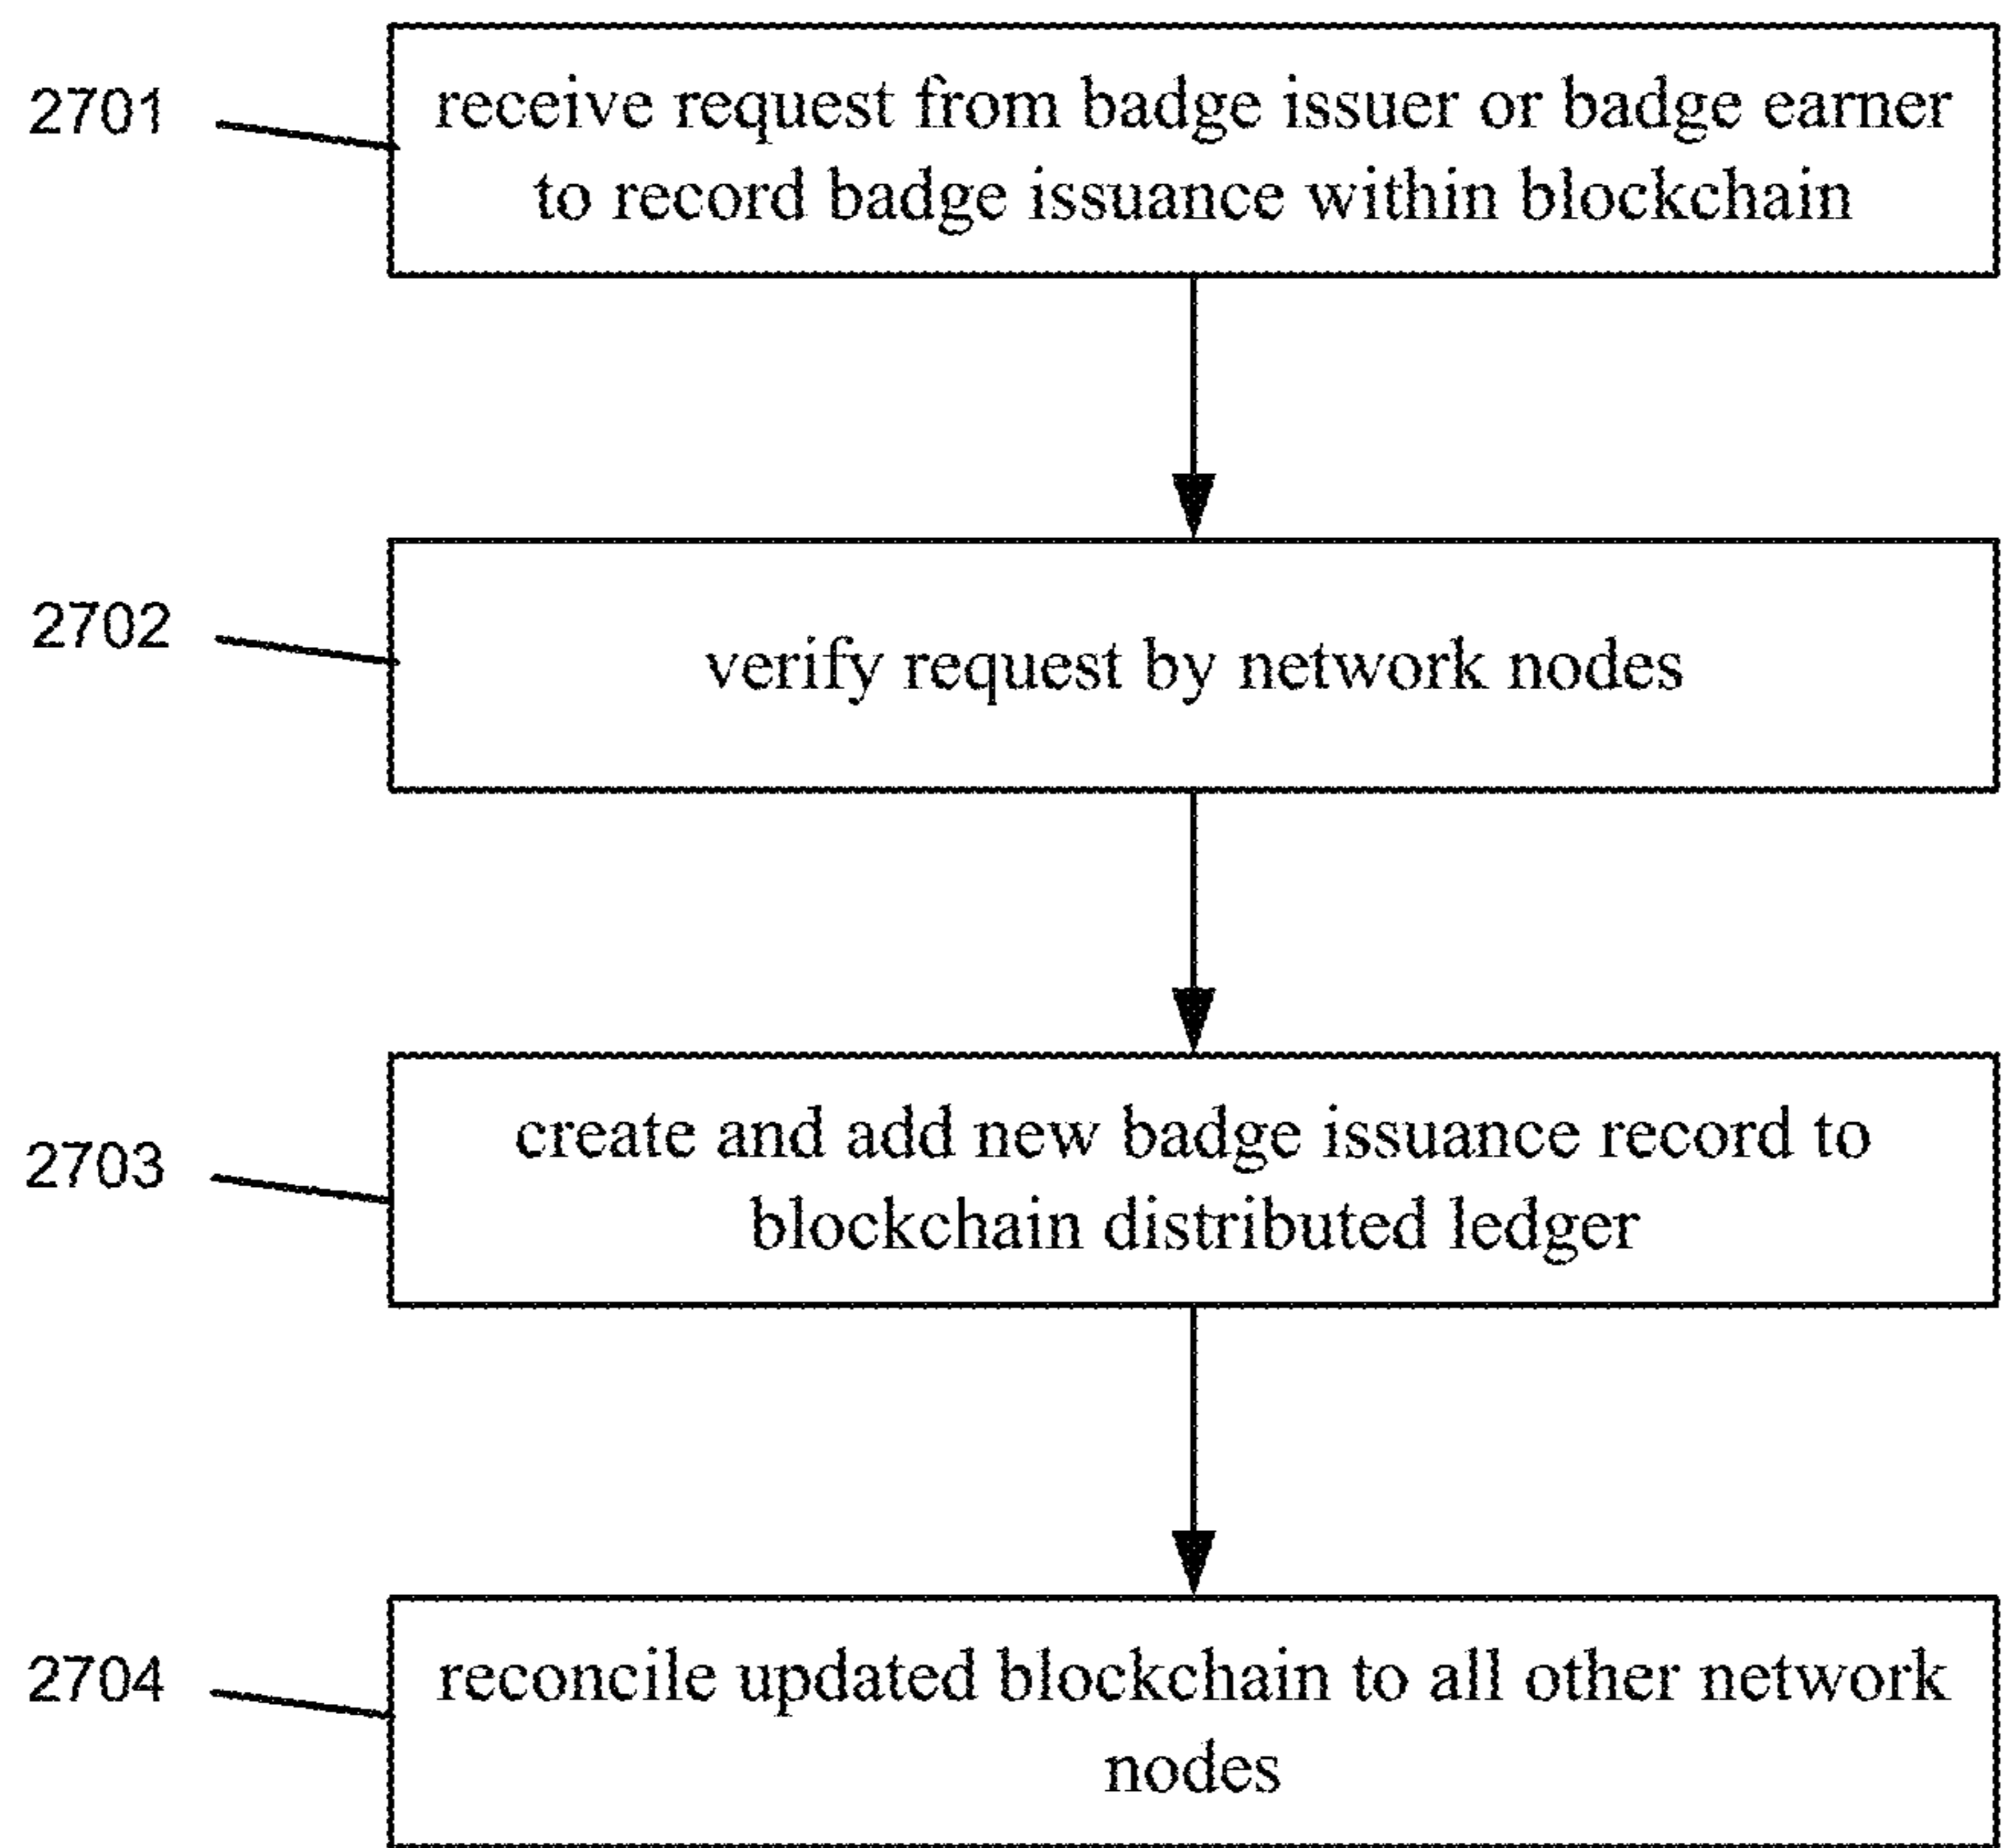 2701
receive request from badge issuer or badge earner
to record badge issuance within blockchain
2702
verify request by network nodes
2703
create and add new badge issuance record to
blockchain distributed ledger
2704
reconcile updated blockchain to all other network
nodes